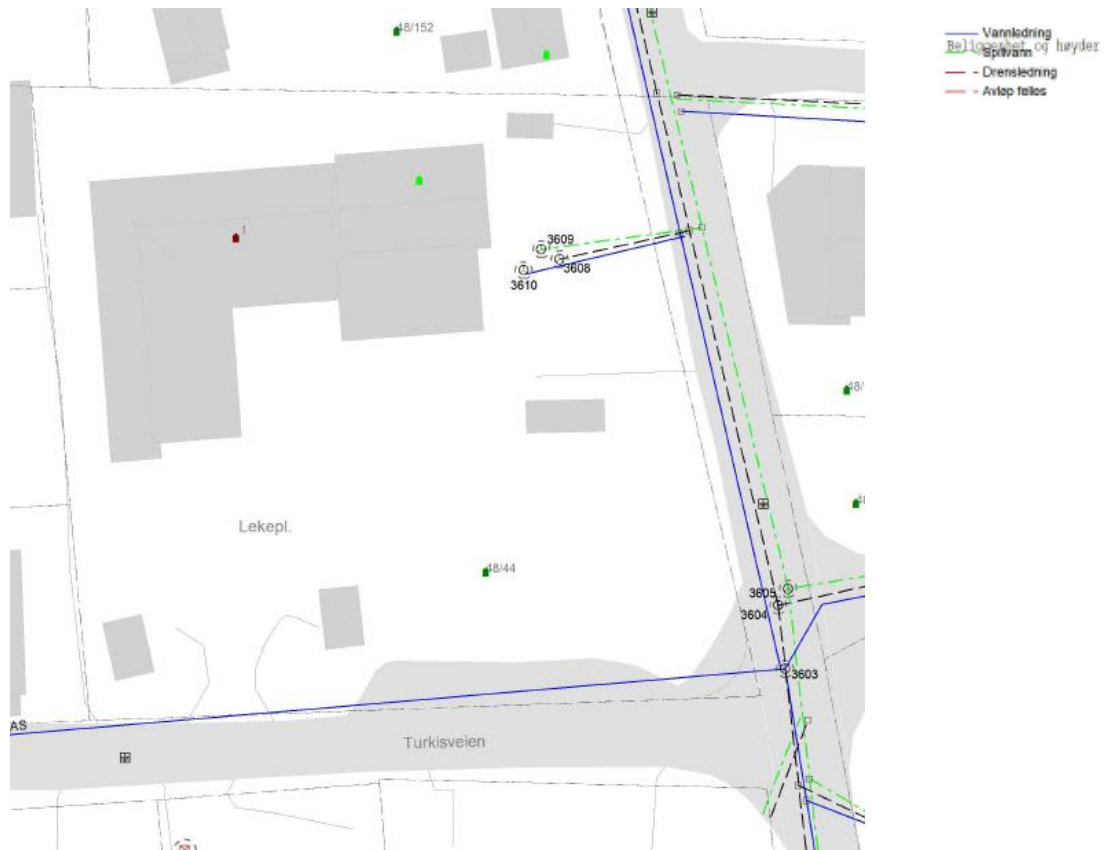 48/152
Vannledning
Beliggenhet og høyder
Spillvann
Drensledning
Avløp felles
1
3609
3608
3610
48/
48
Lekepl.
48/44
3605
3604
3603
AS
Turkisveien